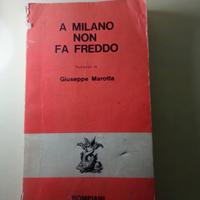 A MILANO
NON
FA FREDDO
Giuseppe Marotta
BOMPIANI